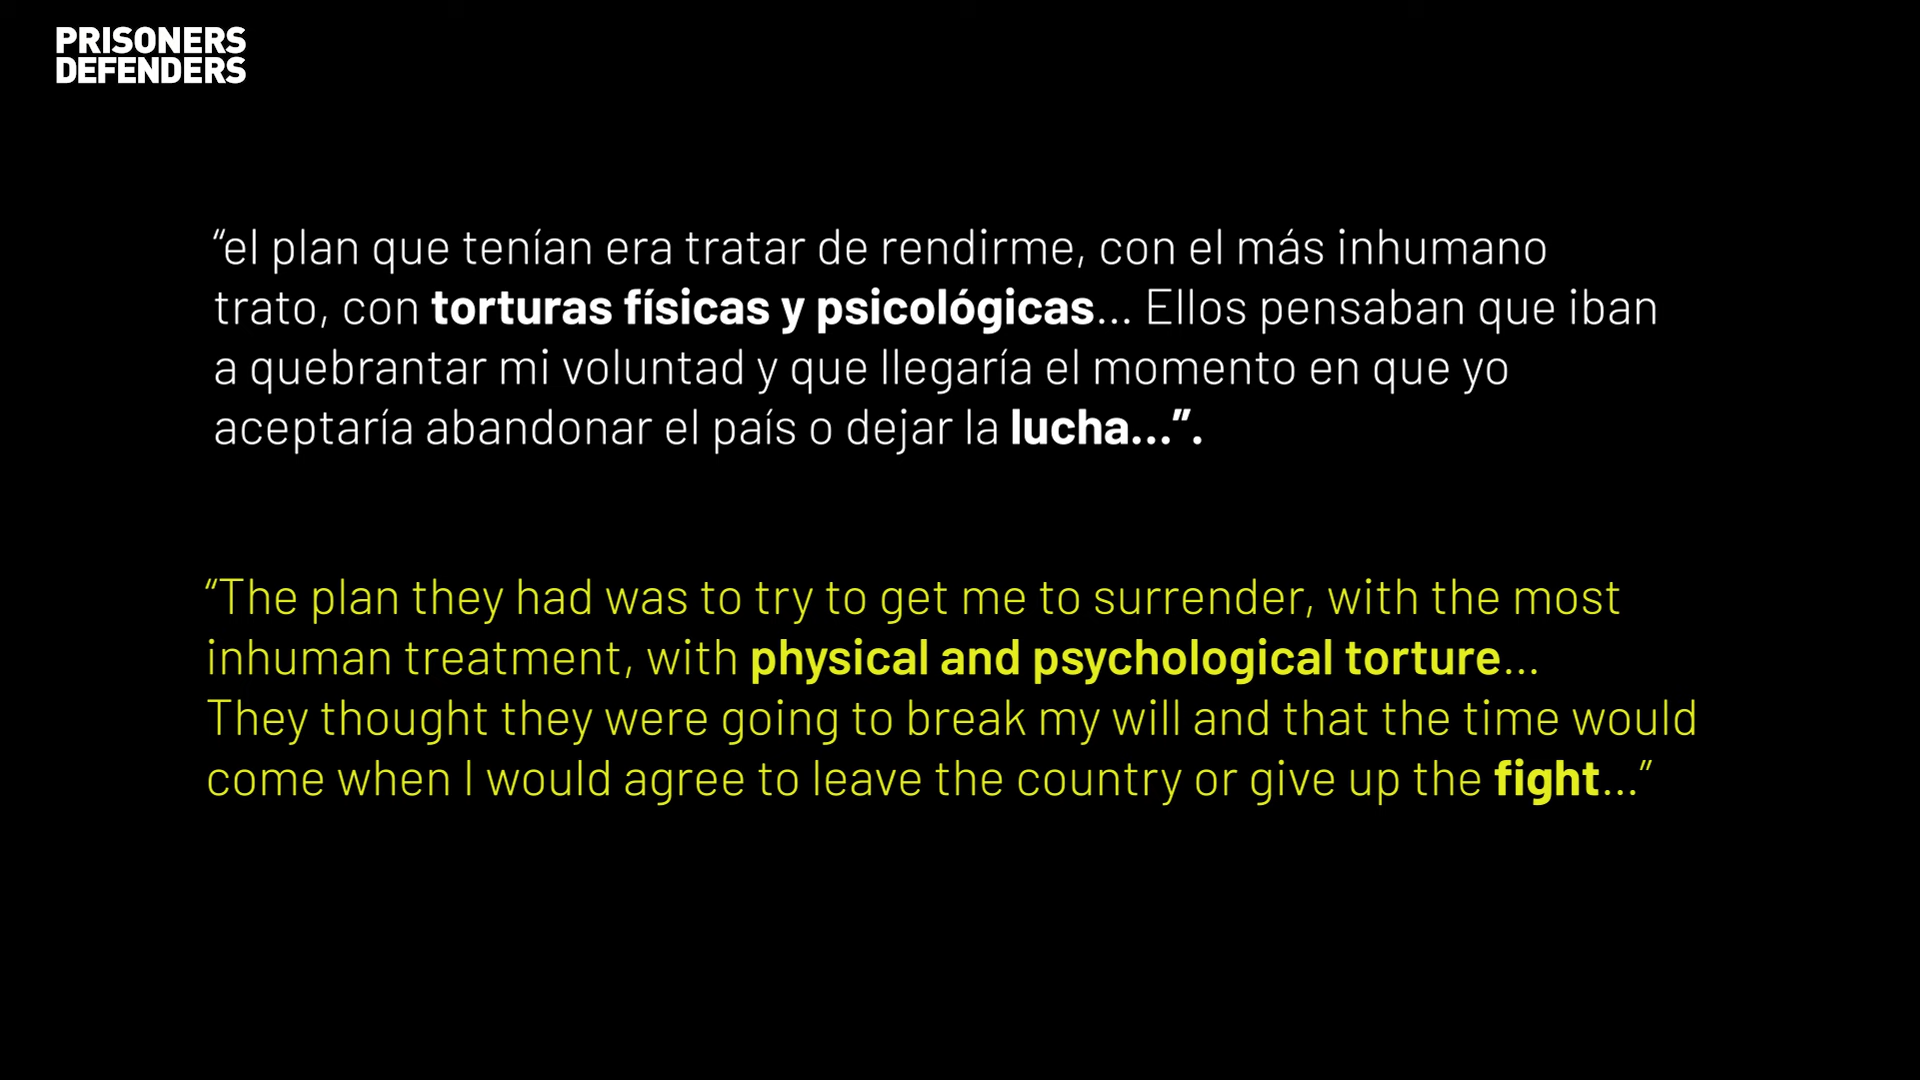 PRISONERS
DEFENDERS
“el plan que tenían era tratar de rendirme, con el más inhumano
trato, con torturas físicas y psicológicas... Ellos pensaban que iban
a quebrantar mi voluntad y que llegaría el momento en que yo
aceptaría abandonar el país o dejar la lucha...”.
“The plan they had was to try to get me to surrender, with the most
inhuman treatment, with physical and psychological torture...
They thought they were going to break my will and that the time would
come when I would agree to leave the country or give up the fight...”